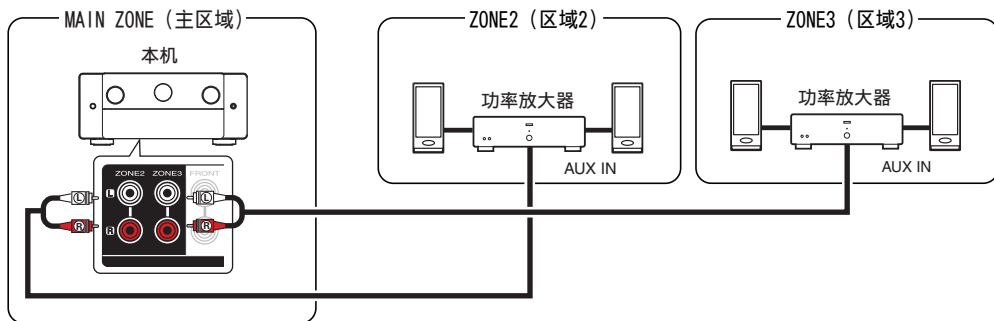 MAIN ZONE（主区域）
本机
ZONE2 ZONE3 FRONT
L
R
L
R
L
R
ZONE2（区域2）
功率放大器
AUX IN
ZONE3（区域3）
功率放大器
AUX IN